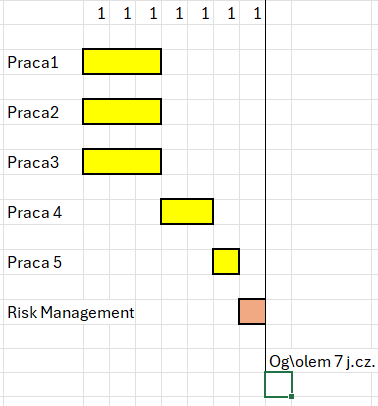 1 1 1 1 1 1 1
Praca1
Praca2
Praca3
Praca 4
Praca 5
Risk Management
Og\olem 7 j.cz.